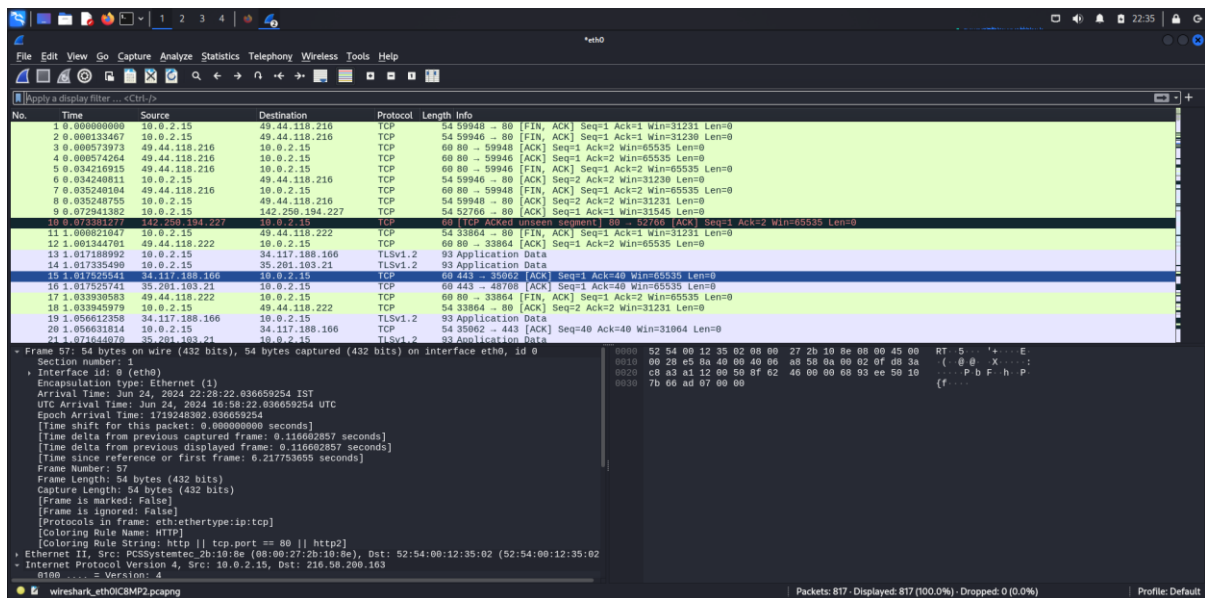 1 2 3 4 22:35
*eth0
File Edit View Go Capture Analyze Statistics Telephony Wireless Tools Help
Apply a display filter ... <Ctrl-/>
No. Time Source Destination Protocol Length Info
1 0.000000000 10.0.2.15 49.44.118.216 TCP 54 59948 → 80 [FIN, ACK] Seq=1 Ack=1 Win=31231 Len=0
2 0.000133467 10.0.2.15 49.44.118.216 TCP 54 59946 → 80 [FIN, ACK] Seq=1 Ack=1 Win=31230 Len=0
3 0.000573973 49.44.118.216 10.0.2.15 TCP 60 80 → 59948 [ACK] Seq=1 Ack=2 Win=65535 Len=0
4 0.000574264 49.44.118.216 10.0.2.15 TCP 60 80 → 59946 [ACK] Seq=1 Ack=2 Win=65535 Len=0
5 0.034216915 49.44.118.216 10.0.2.15 TCP 60 80 → 59946 [FIN, ACK] Seq=1 Ack=2 Win=65535 Len=0
6 0.034240811 10.0.2.15 49.44.118.216 TCP 54 59946 → 80 [ACK] Seq=2 Ack=2 Win=31230 Len=0
7 0.035240104 49.44.118.216 10.0.2.15 TCP 60 80 → 59948 [FIN, ACK] Seq=1 Ack=2 Win=65535 Len=0
8 0.035248755 10.0.2.15 49.44.118.216 TCP 54 59948 → 80 [ACK] Seq=2 Ack=2 Win=31231 Len=0
9 0.072941382 10.0.2.15 142.250.194.227 TCP 54 52766 → 80 [ACK] Seq=1 Ack=1 Win=31545 Len=0
10 0.073381277 142.250.194.227 10.0.2.15 TCP 60 [TCP ACKed unseen segment] 80 → 52766 [ACK] Seq=1 Ack=2 Win=65535 Len=0
11 1.000821047 10.0.2.15 49.44.118.222 TCP 54 33864 → 80 [FIN, ACK] Seq=1 Ack=1 Win=31231 Len=0
12 1.001344701 49.44.118.222 10.0.2.15 TCP 60 80 → 33864 [ACK] Seq=1 Ack=2 Win=65535 Len=0
13 1.017188992 10.0.2.15 34.117.188.166 TLSv1.2 93 Application Data
14 1.017335490 10.0.2.15 35.201.103.21 TLSv1.2 93 Application Data
15 1.017525541 34.117.188.166 10.0.2.15 TCP 60 443 → 35062 [ACK] Seq=1 Ack=40 Win=65535 Len=0
16 1.017525741 35.201.103.21 10.0.2.15 TCP 60 443 → 48708 [ACK] Seq=1 Ack=40 Win=65535 Len=0
17 1.033930583 49.44.118.222 10.0.2.15 TCP 60 80 → 33864 [FIN, ACK] Seq=1 Ack=2 Win=65535 Len=0
18 1.033945979 10.0.2.15 49.44.118.222 TCP 54 33864 → 80 [ACK] Seq=2 Ack=2 Win=31231 Len=0
19 1.056612358 34.117.188.166 10.0.2.15 TLSv1.2 93 Application Data
20 1.056631814 10.0.2.15 34.117.188.166 TCP 54 35062 → 443 [ACK] Seq=40 Ack=40 Win=31064 Len=0
21 1.071644070 35.201.103.21 10.0.2.15 TLSv1.2 93 Application Data
Frame 57: 54 bytes on wire (432 bits), 54 bytes captured (432 bits) on interface eth0, id 0
Section number: 1
Interface id: 0 (eth0)
Encapsulation type: Ethernet (1)
Arrival Time: Jun 24, 2024 22:28:22.036659254 IST
UTC Arrival Time: Jun 24, 2024 16:58:22.036659254 UTC
Epoch Arrival Time: 1719248302.036659254
[Time shift for this packet: 0.000000000 seconds]
[Time delta from previous captured frame: 0.116602857 seconds]
[Time delta from previous displayed frame: 0.116602857 seconds]
[Time since reference or first frame: 6.217753655 seconds]
Frame Number: 57
Frame Length: 54 bytes (432 bits)
Capture Length: 54 bytes (432 bits)
[Frame is marked: False]
[Frame is ignored: False]
[Protocols in frame: eth:ethertype:ip:tcp]
[Coloring Rule Name: HTTP]
[Coloring Rule String: http || tcp.port == 80 || http2]
Ethernet II, Src: PCSSystemtec_2b:10:8e (08:00:27:2b:10:8e), Dst: 52:54:00:12:35:02 (52:54:00:12:35:02
Internet Protocol Version 4, Src: 10.0.2.15, Dst: 216.58.200.163
0100 .... = Version: 4
0000 52 54 00 12 35 02 08 00 27 2b 10 8e 08 00 45 00 RT··5··· '+····E·
0010 00 28 e5 8a 40 00 40 06 a8 58 0a 00 02 0f d8 3a ·(··@·@· ·X·····:
0020 c8 a3 a1 12 00 50 8f 62 46 00 00 68 93 ee 50 10 ·····P·b F··h··P·
0030 7b 66 ad 07 00 00 {f····
wireshark_eth0IC8MP2.pcapng Packets: 817 · Displayed: 817 (100.0%) · Dropped: 0 (0.0%) Profile: Default